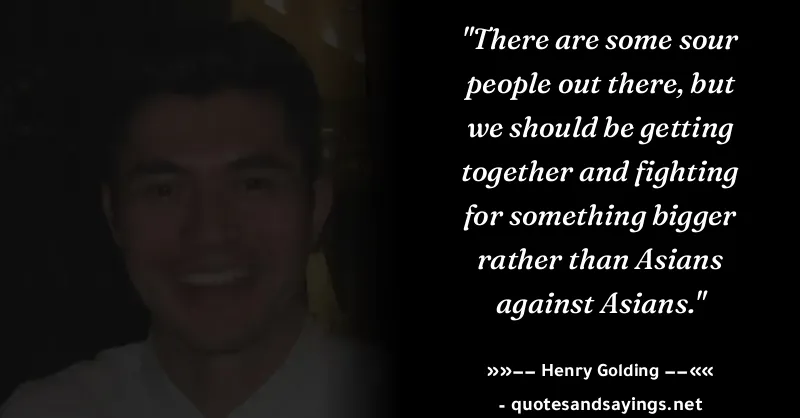 "There are some sour
people out there, but
we should be getting
together and fighting
for something bigger
rather than Asians
against Asians."
»»–– Henry Golding ––««
- quotesandsayings.net